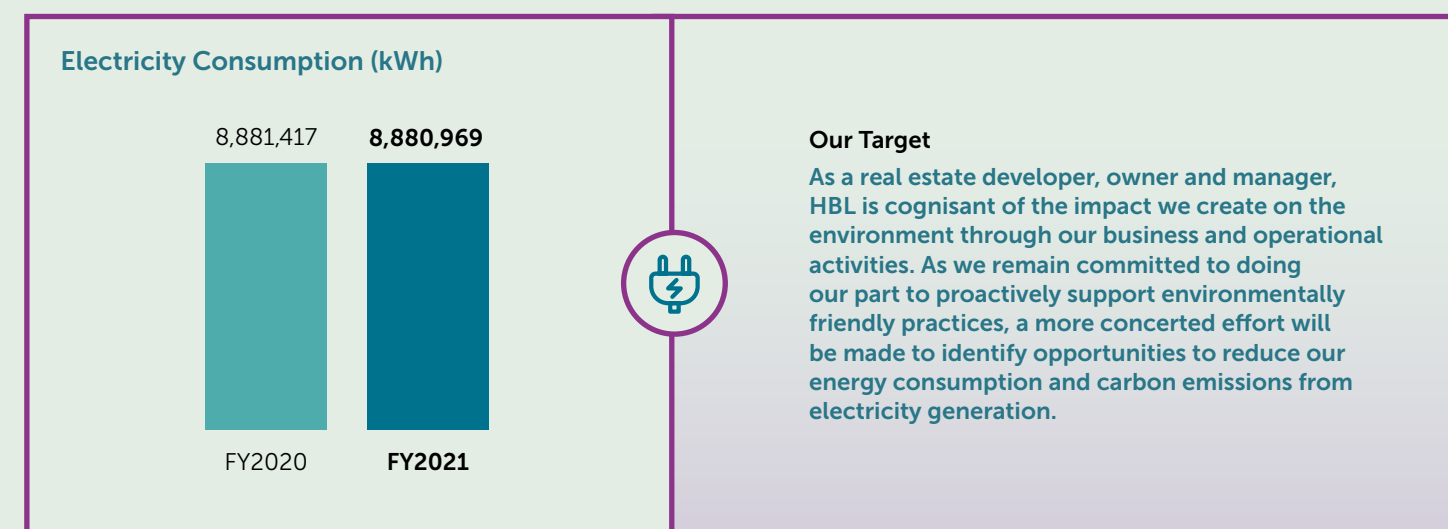 Electricity Consumption (kWh)
8,881,417 8,880,969
FY2020 FY2021
Our Target
As a real estate developer, owner and manager,
HBL is cognisant of the impact we create on the
environment through our business and operational
activities. As we remain committed to doing
our part to proactively support environmentally
friendly practices, a more concerted effort will
be made to identify opportunities to reduce our
energy consumption and carbon emissions from
electricity generation.